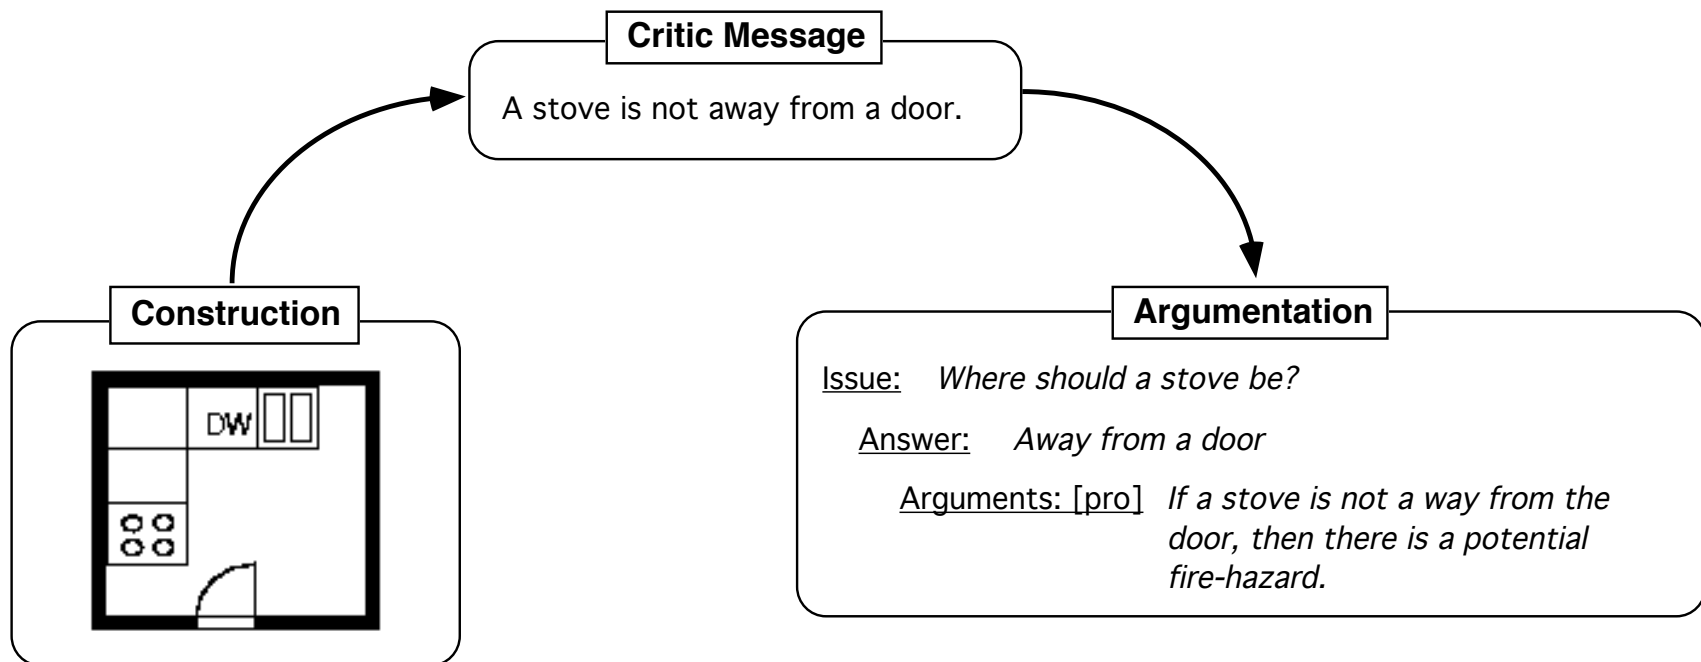 Critic Message
A stove is not away from a door.
Construction
DW
Argumentation
Issue: Where should a stove be?
Answer: Away from a door
Arguments: [pro] If a stove is not a way from the
door, then there is a potential
fire-hazard.